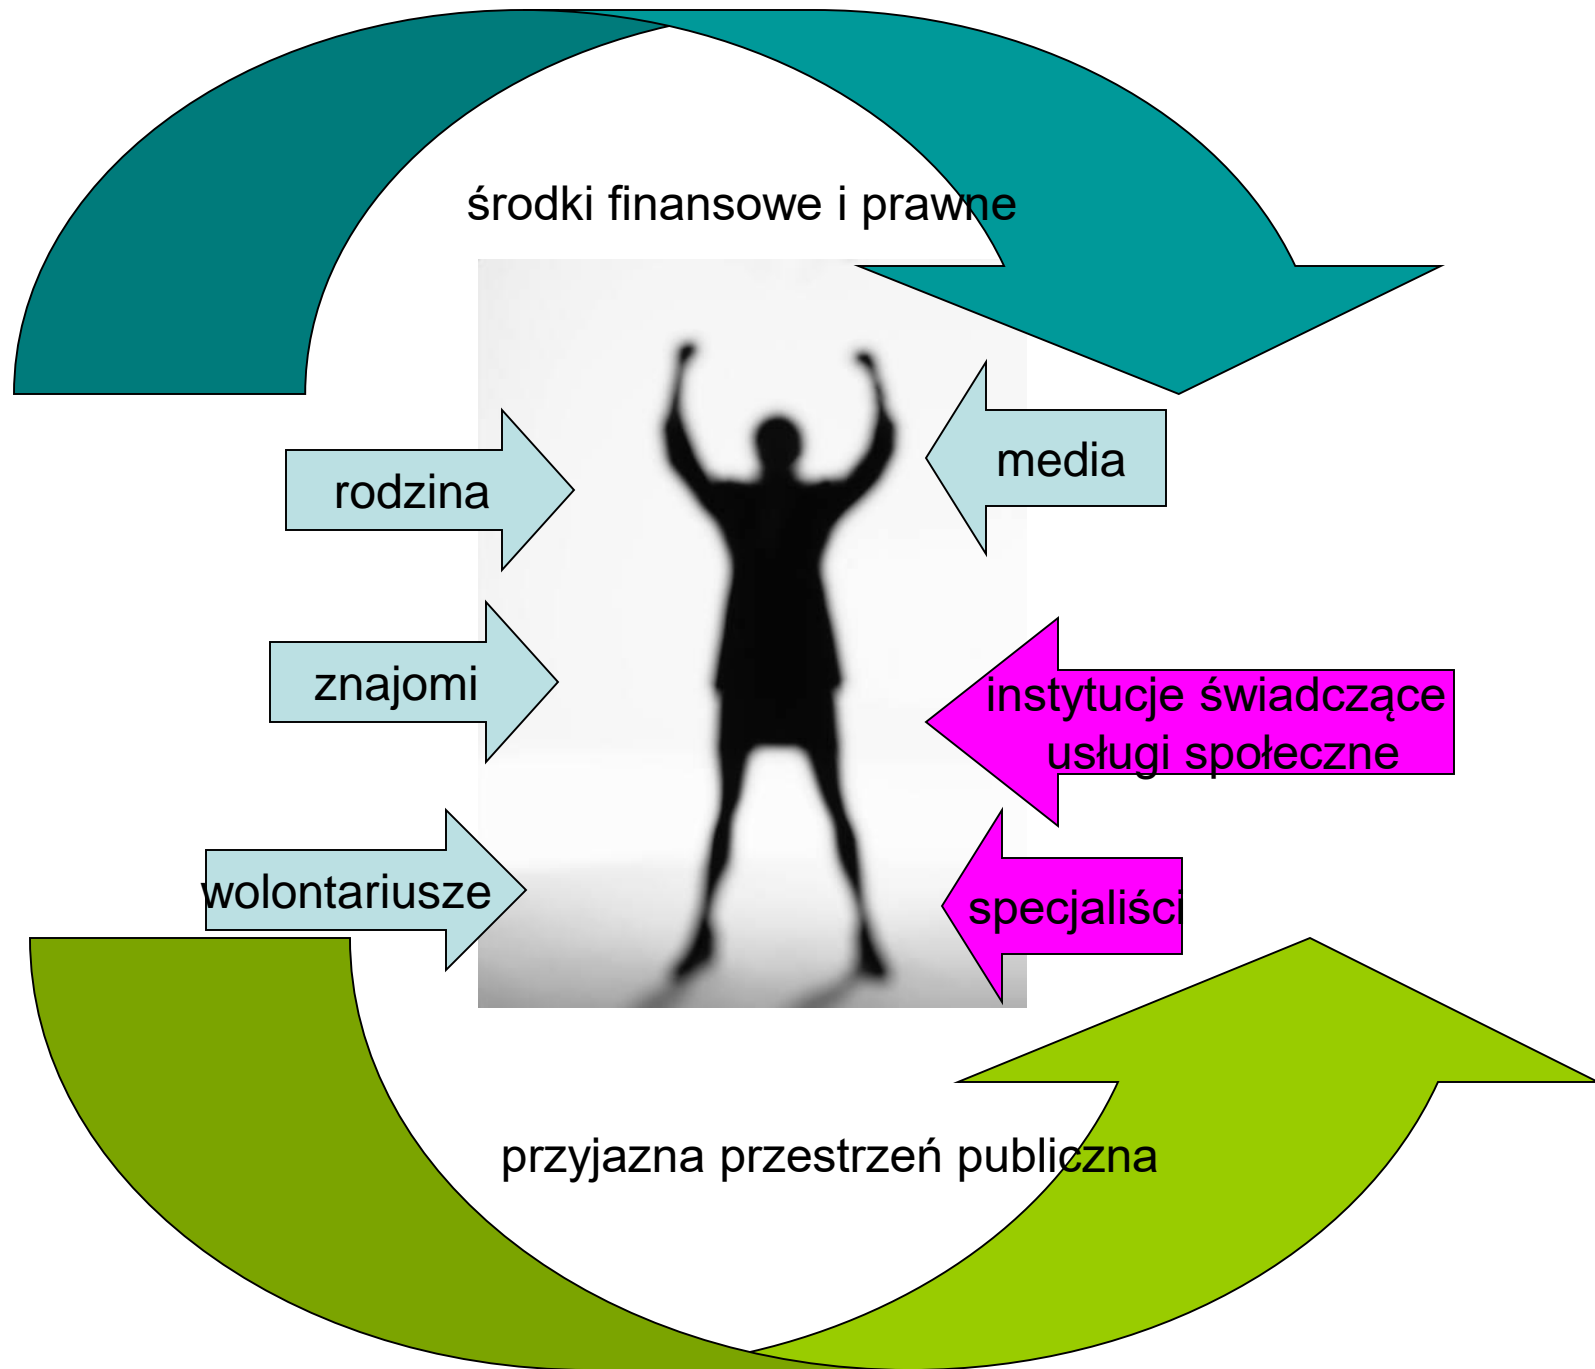 środki finansowe i prawne
rodzina
media
znajomi
instytucje świadczące
usługi społeczne
wolontariusze
specjaliści
przyjazna przestrzeń publiczna